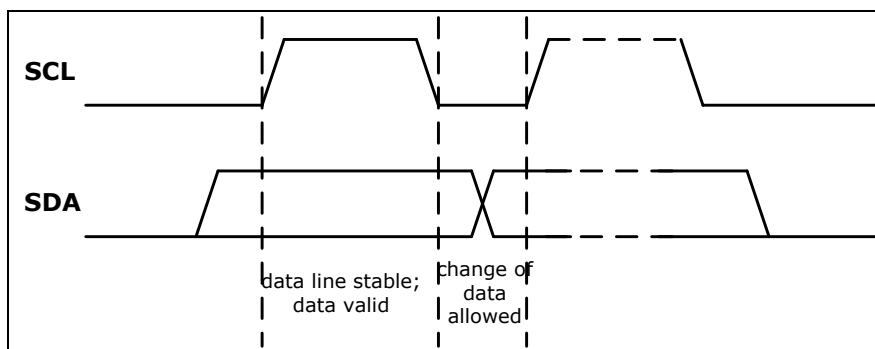 SCL
SDA
data line stable;
data valid
change of
data
allowed